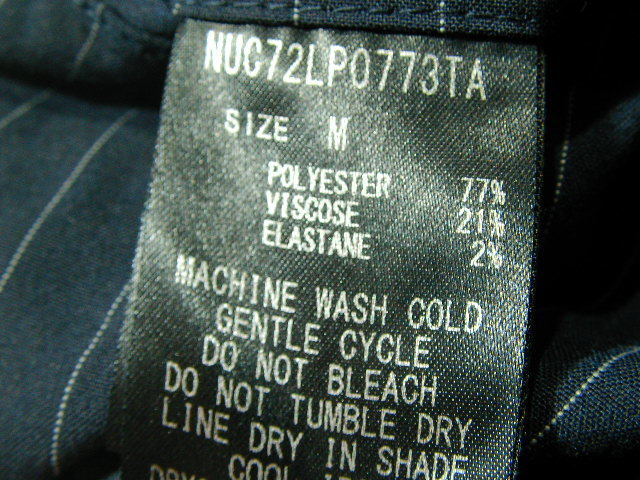 NUC72LP0773TA
SIZE M
POLYESTER 77%
VISCOSE 21%
ELASTANE 2%
MACHINE WASH COLD
GENTLE CYCLE
DO NOT BLEACH
DO NOT TUMBLE DRY
LINE DRY IN SHADE
COOL